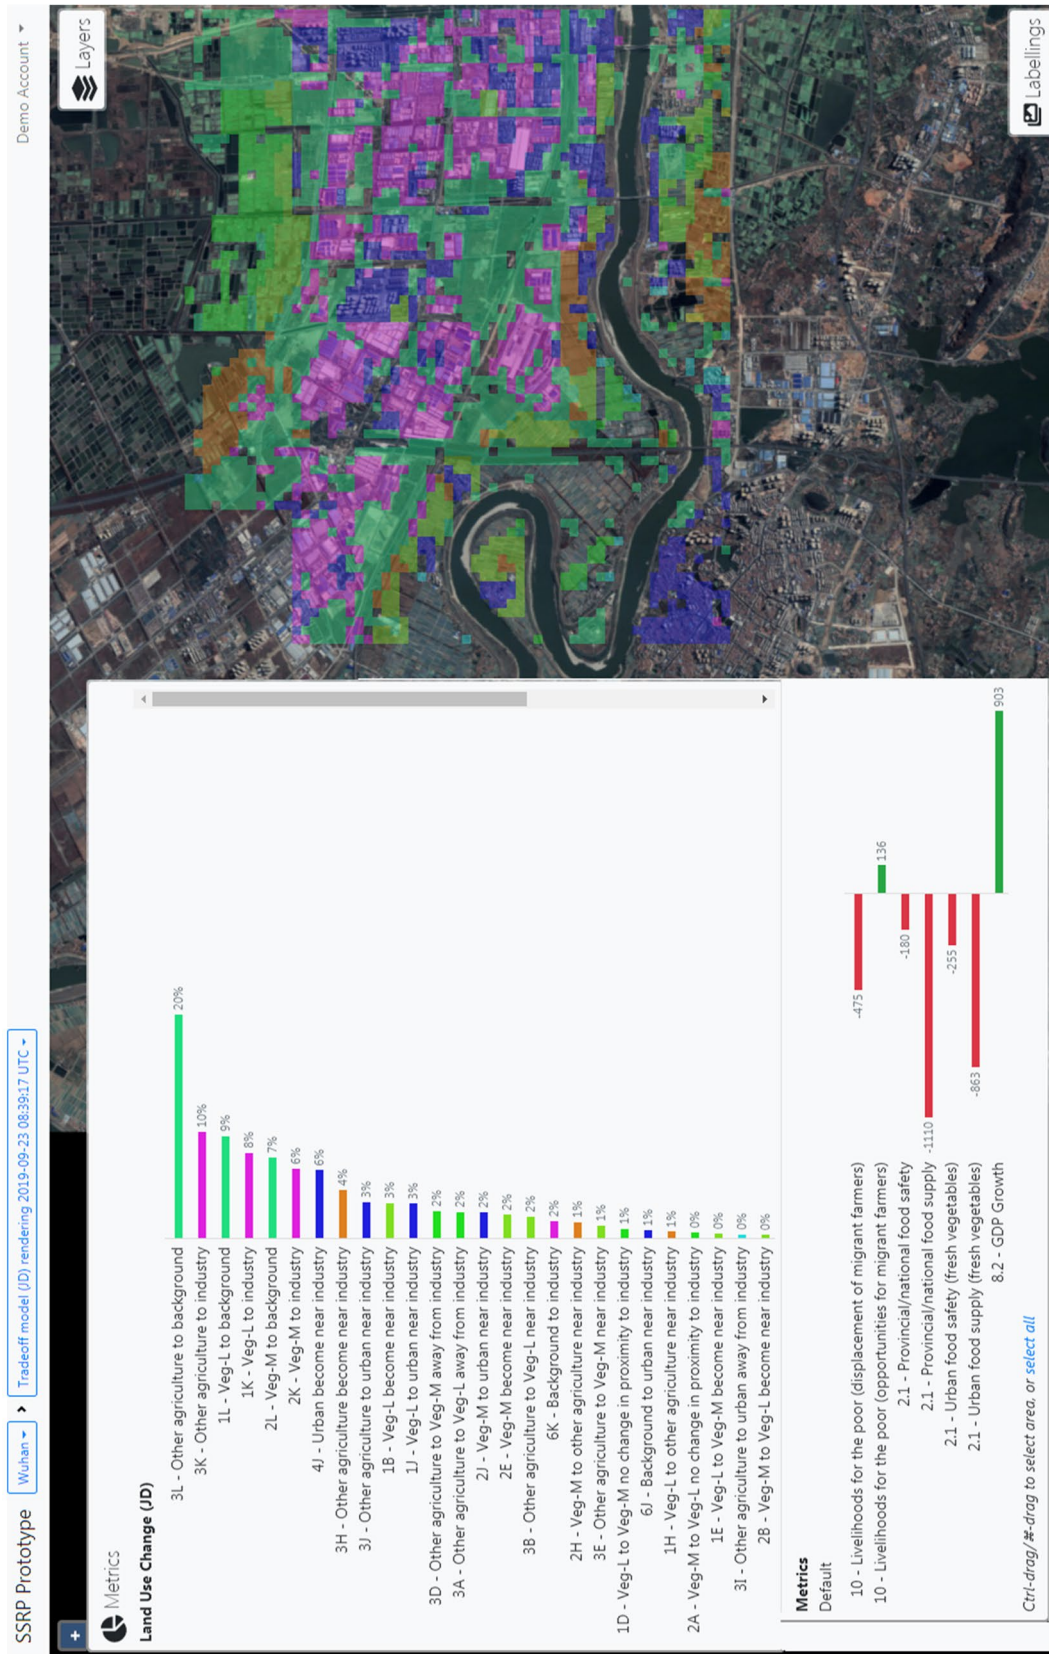 SSRP Prototype
Wuhan
›
Tradeoff model (JD) rendering 2019-09-23 08:39:17 UTC
Demo Account
+
Layers
Metrics
Land Use Change (JD)
3L - Other agriculture to background 20%
3K - Other agriculture to industry 10%
1L - Veg-L to background 9%
1K - Veg-L to industry 8%
2L - Veg-M to background 7%
2K - Veg-M to industry 6%
4J - Urban become near industry 6%
3H - Other agriculture become near industry 4%
3J - Other agriculture to urban near industry 3%
1B - Veg-L become near industry 3%
1J - Veg-L to urban near industry 3%
3D - Other agriculture to Veg-M away from industry 2%
3A - Other agriculture to Veg-L away from industry 2%
2J - Veg-M to urban near industry 2%
2E - Veg-M become near industry 2%
3B - Other agriculture to Veg-L near industry 2%
6K - Background to industry 2%
2H - Veg-M to other agriculture near industry 1%
3E - Other agriculture to Veg-M near industry 1%
1D - Veg-L to Veg-M no change in proximity to industry 1%
6J - Background to urban near industry 1%
1H - Veg-L to other agriculture near industry 1%
2A - Veg-M to Veg-L no change in proximity to industry 0%
1E - Veg-L to Veg-M become near industry 0%
3I - Other agriculture to urban away from industry 0%
2B - Veg-M to Veg-L become near industry 0%
Metrics
Default
10 - Livelihoods for the poor (displacement of migrant farmers) -475
10 - Livelihoods for the poor (opportunities for migrant farmers) 136
2.1 - Provincial/national food safety -180
2.1 - Provincial/national food supply -1110
2.1 - Urban food safety (fresh vegetables) -255
2.1 - Urban food supply (fresh vegetables) -863
8.2 - GDP Growth 903
Ctrl-drag/⌘-drag to select area, or select all
Labellings